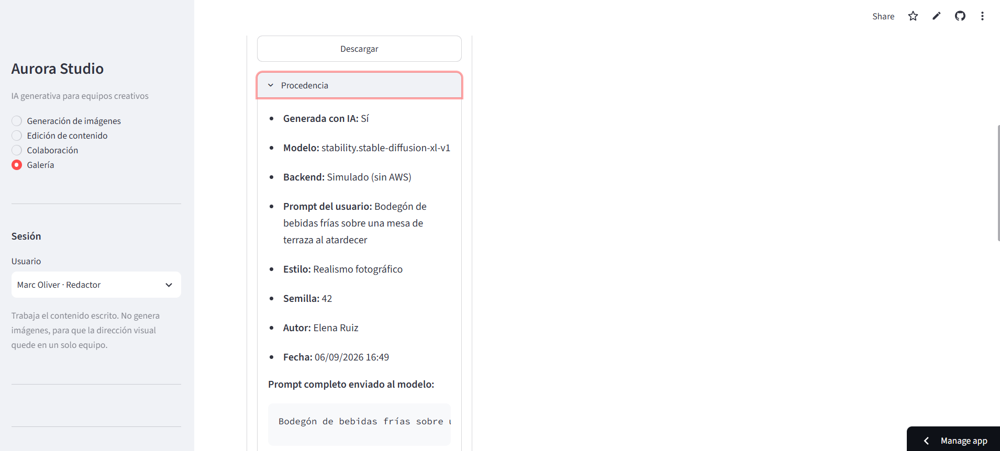 Share
Aurora Studio
IA generativa para equipos creativos
Generación de imágenes
Edición de contenido
Colaboración
Galería
Sesión
Usuario
Marc Oliver · Redactor
Trabaja el contenido escrito. No genera
imágenes, para que la dirección visual
quede en un solo equipo.
Descargar
Procedencia
Generada con IA: Sí
Modelo: stability.stable-diffusion-xl-v1
Backend: Simulado (sin AWS)
Prompt del usuario: Bodegón de
bebidas frías sobre una mesa de
terraza al atardecer
Estilo: Realismo fotográfico
Semilla: 42
Autor: Elena Ruiz
Fecha: 06/09/2026 16:49
Prompt completo enviado al modelo:
Bodegón de bebidas frías sobre
Manage app